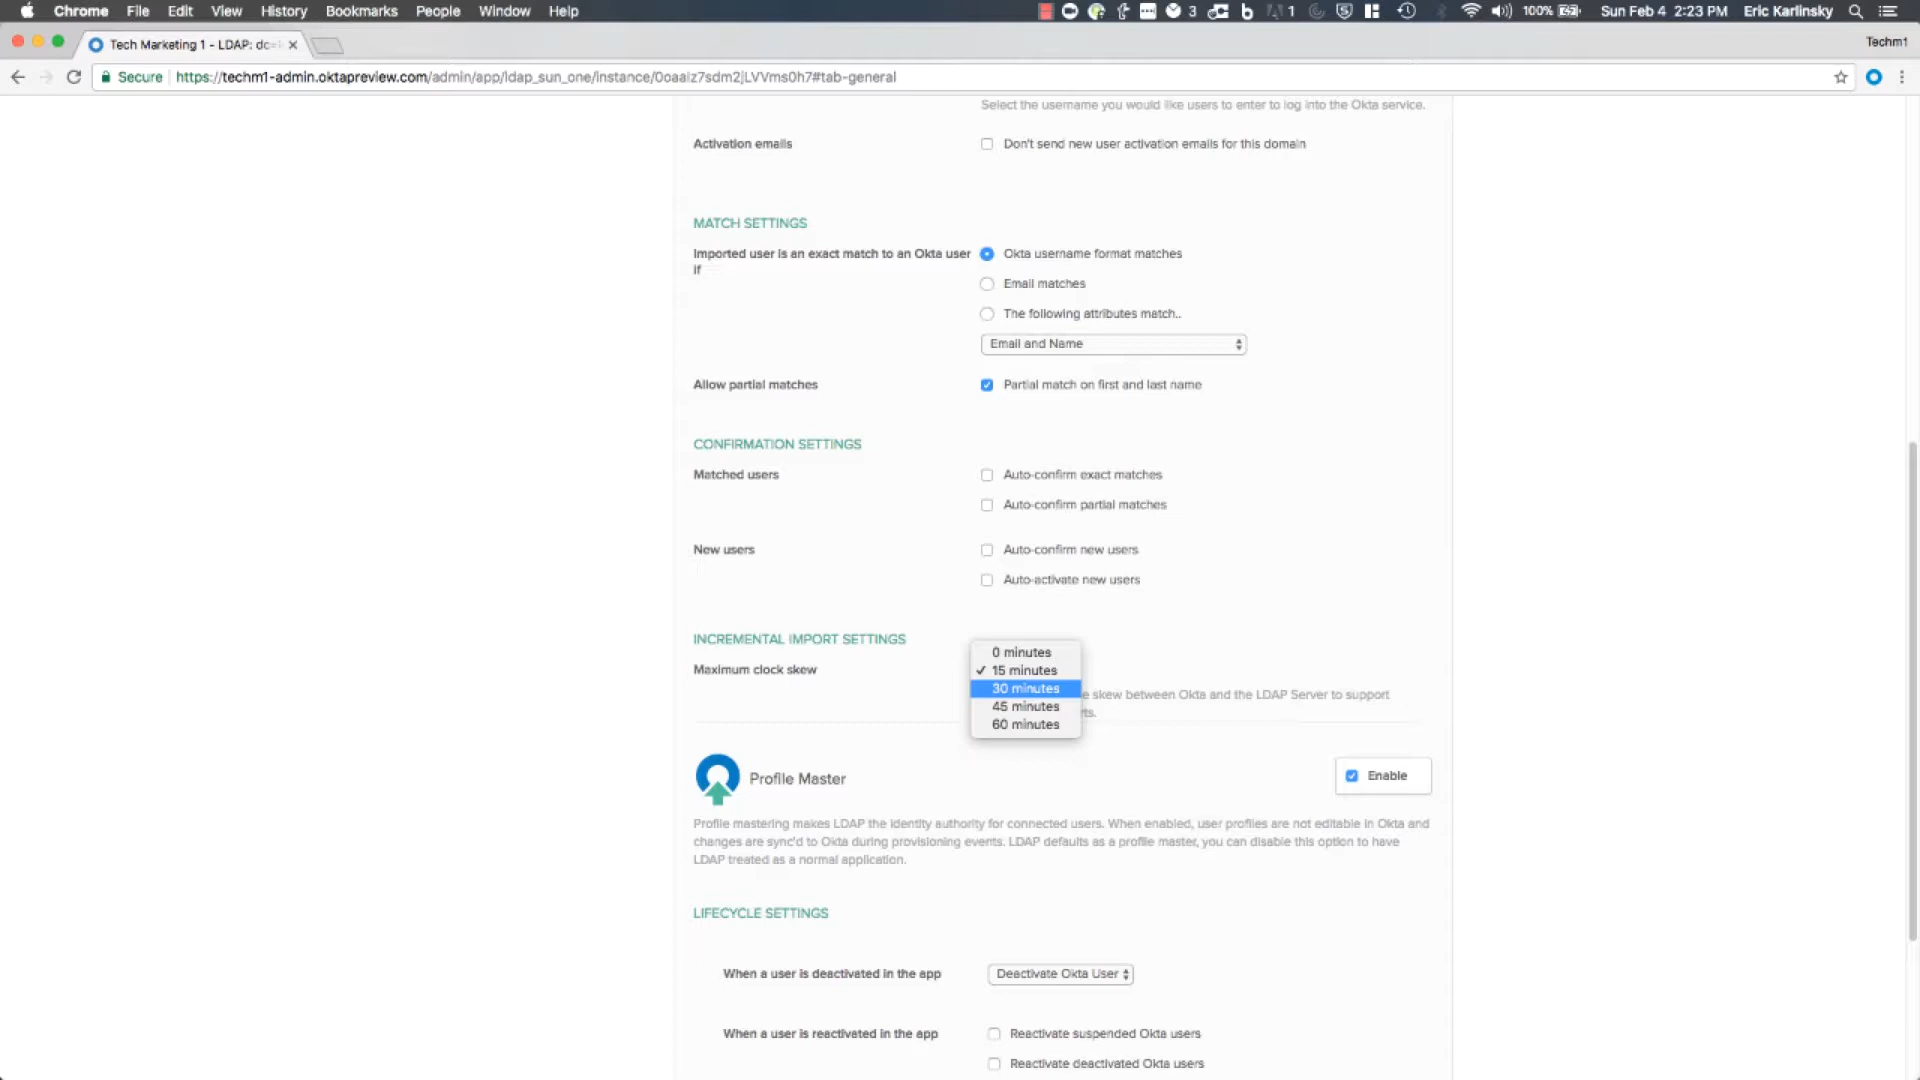 Chrome File Edit View History Bookmarks People Window Help 3 1 100% Sun Feb 4 2:23 PM Eric Karlinsky
Tech Marketing 1 - LDAP: dc= Techm1
Secure https://techm1-admin.oktapreview.com/admin/app/ldap_sun_one/instance/0oaaiz7sdm2jLVVms0h7#tab-general
Select the username you would like users to enter to log into the Okta service.
Activation emails Don't send new user activation emails for this domain
MATCH SETTINGS
Imported user is an exact match to an Okta user Okta username format matches
if
Email matches
The following attributes match..
Email and Name
Allow partial matches Partial match on first and last name
CONFIRMATION SETTINGS
Matched users Auto-confirm exact matches
Auto-confirm partial matches
New users Auto-confirm new users
Auto-activate new users
INCREMENTAL IMPORT SETTINGS
0 minutes
Maximum clock skew ✓ 15 minutes
30 minutes
e skew between Okta and the LDAP Server to support
45 minutes
rts.
60 minutes
Profile Master Enable
Profile mastering makes LDAP the identity authority for connected users. When enabled, user profiles are not editable in Okta and
changes are sync'd to Okta during provisioning events. LDAP defaults as a profile master, you can disable this option to have
LDAP treated as a normal application.
LIFECYCLE SETTINGS
When a user is deactivated in the app Deactivate Okta User
When a user is reactivated in the app Reactivate suspended Okta users
Reactivate deactivated Okta users